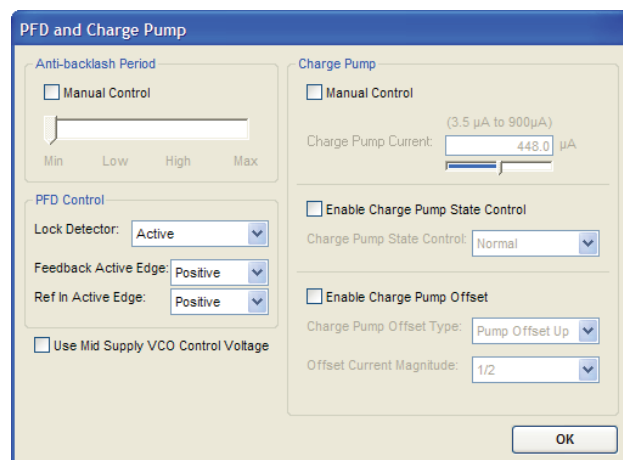 PFD and Charge Pump
Anti-backlash Period
Manual Control
Min Low High Max
PFD Control
Lock Detector: Active
Feedback Active Edge: Positive
Ref In Active Edge: Positive
Use Mid Supply VCO Control Voltage
Charge Pump
Manual Control
(3.5 µA to 900µA)
Charge Pump Current: 448.0 µA
Enable Charge Pump State Control
Charge Pump State Control: Normal
Enable Charge Pump Offset
Charge Pump Offset Type: Pump Offset Up
Offset Current Magnitude: 1/2
OK